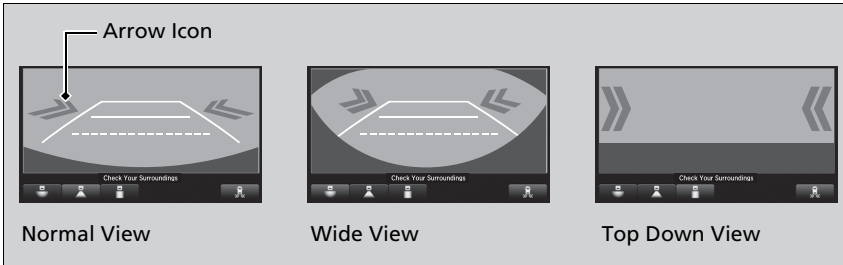 Arrow Icon
Check Your Surroundings
Check Your Surroundings
Check Your Surroundings
Normal View
Wide View
Top Down View